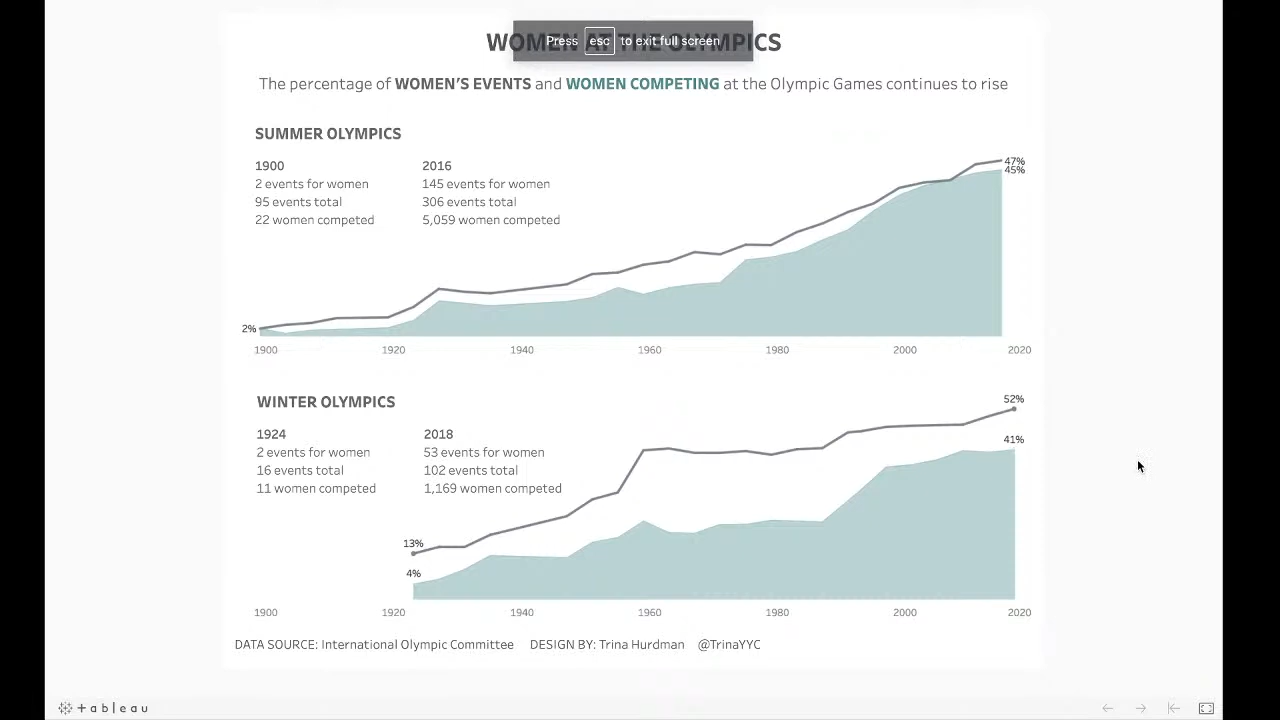 WOMEN AT THE OLYMPICS
Press esc to exit full screen
The percentage of WOMEN'S EVENTS and WOMEN COMPETING at the Olympic Games continues to rise
SUMMER OLYMPICS
1900
2 events for women
95 events total
22 women competed
2016
145 events for women
306 events total
5,059 women competed
47%
45%
2%
1900 1920 1940 1960 1980 2000 2020
WINTER OLYMPICS
1924
2 events for women
16 events total
11 women competed
2018
53 events for women
102 events total
1,169 women competed
52%
41%
13%
4%
1900 1920 1940 1960 1980 2000 2020
DATA SOURCE: International Olympic Committee DESIGN BY: Trina Hurdman @TrinaYYC
+ableau